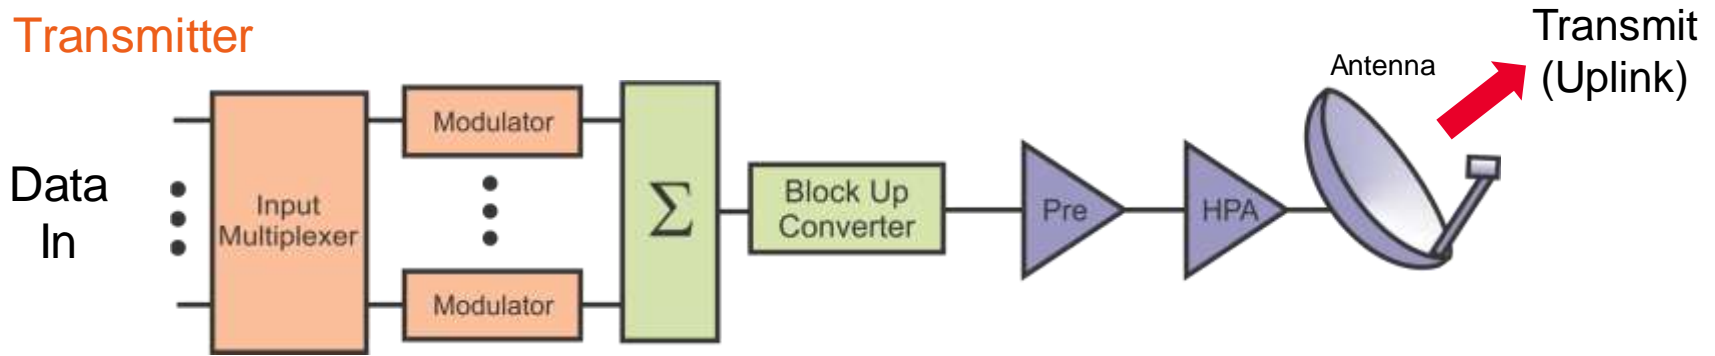 Transmitter
Transmit
(Uplink)
Antenna
Data
In
Input
Multiplexer
Modulator
Modulator
Σ
Block Up
Converter
Pre
HPA